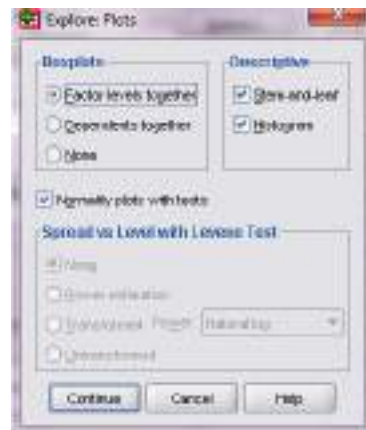 Explore: Plots
Boxplots
Factor levels together
Dependents together
None
Descriptive
Stem-and-leaf
Histogram
Normality plots with tests
Spread vs Level with Levene Test
None
Power estimation
Transformed Power: Natural log
Untransformed
Continue
Cancel
Help